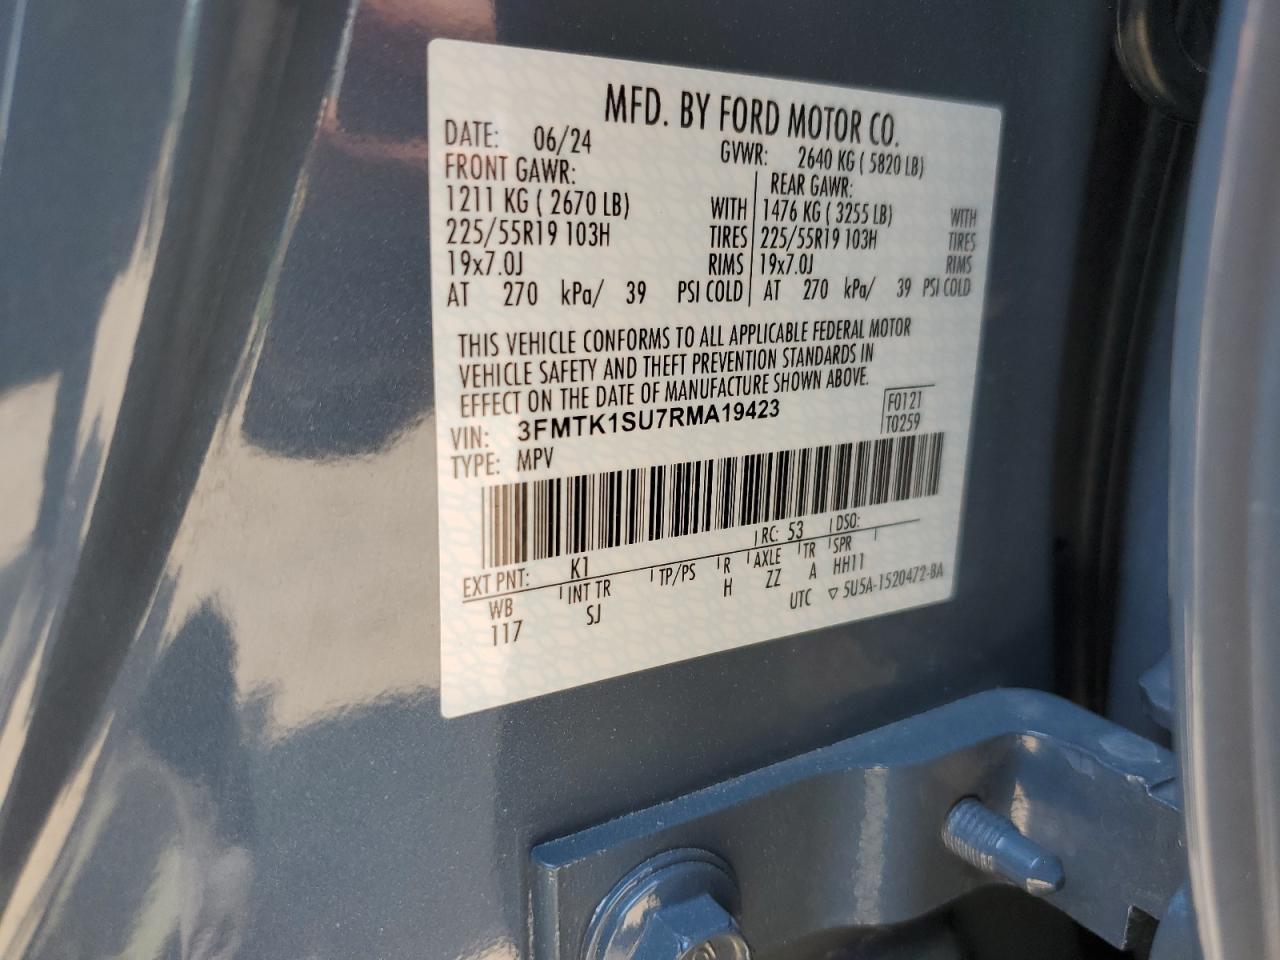 MFD. BY FORD MOTOR CO.
DATE: 06/24 GVWR: 2640 KG ( 5820 LB)
FRONT GAWR: REAR GAWR:
1211 KG ( 2670 LB) WITH 1476 KG ( 3255 LB) WITH
225/55R19 103H TIRES 225/55R19 103H TIRES
19x7.0J RIMS 19x7.0J RIMS
AT 270 kPa/ 39 PSI COLD AT 270 kPa/ 39 PSI COLD
THIS VEHICLE CONFORMS TO ALL APPLICABLE FEDERAL MOTOR
VEHICLE SAFETY AND THEFT PREVENTION STANDARDS IN
EFFECT ON THE DATE OF MANUFACTURE SHOWN ABOVE.
VIN: 3FMTK1SU7RMA19423 F0121
TYPE: MPV T0259
EXT PNT: K1 RC: 53 DSO:
WB INT TR TP/PS R AXLE TR SPR
117 SJ H ZZ A HH11
UTC ▽ 5U5A-1520472-BA